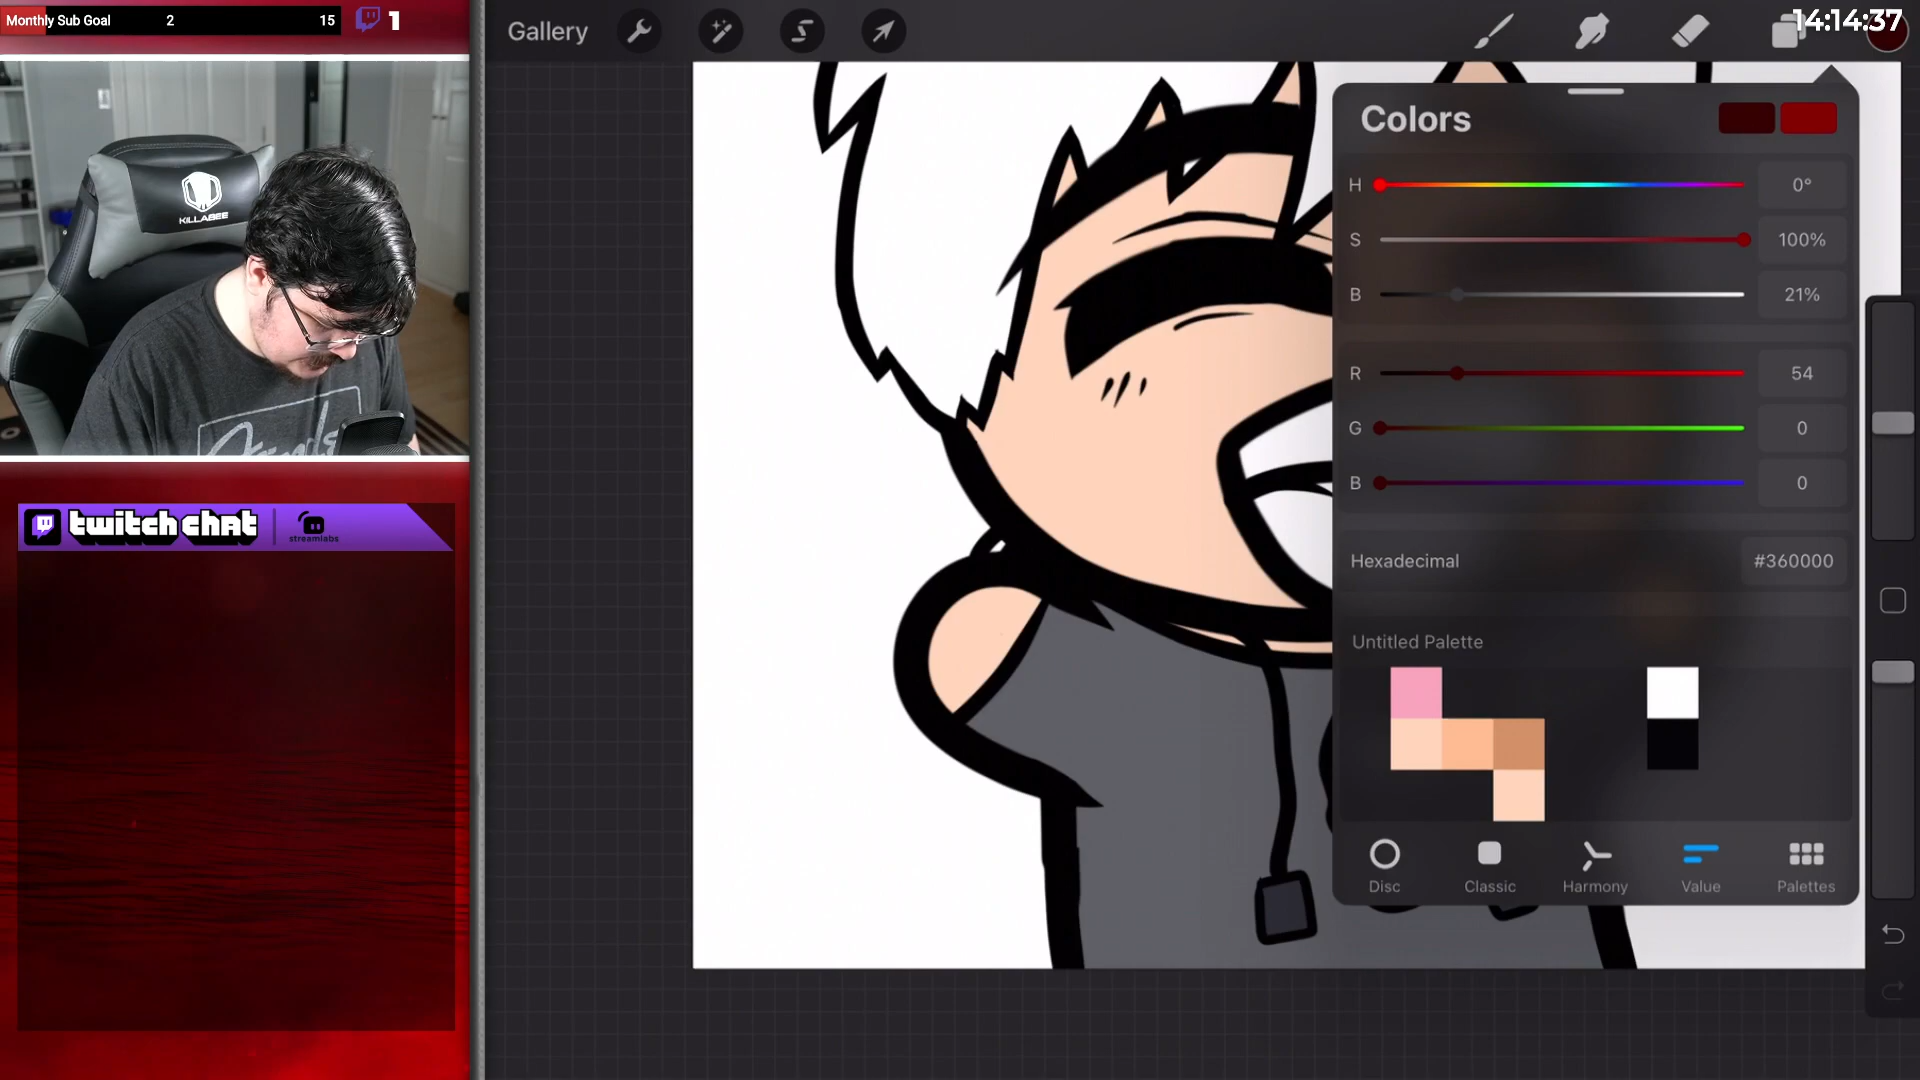 Monthly Sub Goal 2 15 1
14:14:37
Gallery
KILLABEE
Colors
H 0°
S 100%
B 21%
R 54
G 0
B 0
Hexadecimal #360000
Untitled Palette
Disc Classic Harmony Value Palettes
twitch chat
streamlabs